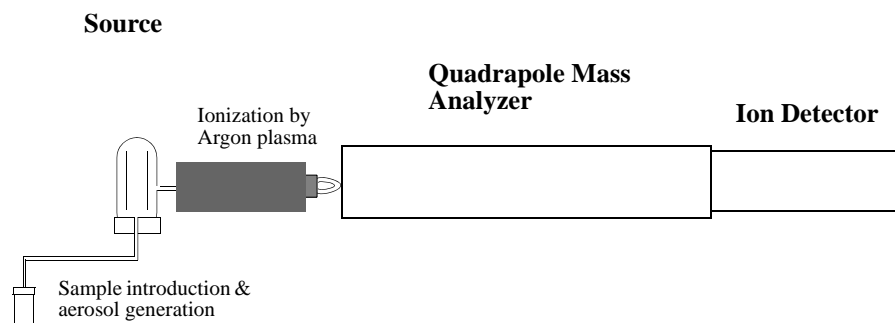 Source
Quadrapole Mass
Analyzer
Ionization by
Argon plasma
Ion Detector
Sample introduction &
aerosol generation